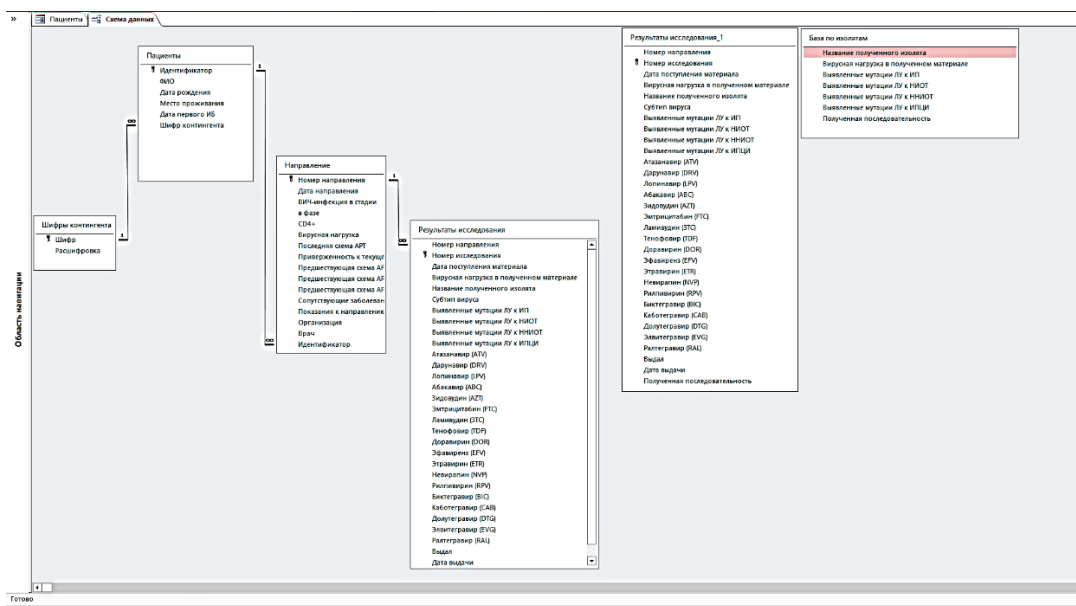 »
Пациенты
Схема данных
Область навигации
Пациенты
Идентификатор
ФИО
Дата рождения
Место проживания
Дата первого ИБ
Шифр контингента
1
∞
Шифры контингента
Шифр
Расшифровка
1
Направление
Номер направления
Дата направления
ВИЧ-инфекция в стадии
в фазе
CD4+
Вирусная нагрузка
Последняя схема АРТ
Приверженность к текуще
Предшествующая схема АР
Предшествующая схема АР
Предшествующая схема АР
Сопутствующие заболеван
Показания к направленик
Организация
Врач
Идентификатор
∞
1
∞
Результаты исследования
Номер направления
Номер исследования
Дата поступления материала
Вирусная нагрузка в полученном материале
Название полученного изолята
Субтип вируса
Выявленные мутации ЛУ к ИП
Выявленные мутации ЛУ к НИОТ
Выявленные мутации ЛУ к ННИОТ
Выявленные мутации ЛУ к ИПЦИ
Атазанавир (ATV)
Дарунавир (DRV)
Лопинавир (LPV)
Абакавир (ABC)
Зидовудин (AZT)
Эмтрицитабин (FTC)
Ламивудин (3TC)
Тенофовир (TDF)
Доравирин (DOR)
Эфавиренз (EFV)
Этравирин (ETR)
Невирапин (NVP)
Рилпивирин (RPV)
Биктегравир (BIC)
Каботегравир (CAB)
Долутегравир (DTG)
Элвитегравир (EVG)
Ралтегравир (RAL)
Выдал
Дата выдачи
Результаты исследования_1
Номер направления
Номер исследования
Дата поступления материала
Вирусная нагрузка в полученном материале
Название полученного изолята
Субтип вируса
Выявленные мутации ЛУ к ИП
Выявленные мутации ЛУ к НИОТ
Выявленные мутации ЛУ к ННИОТ
Выявленные мутации ЛУ к ИПЦИ
Атазанавир (ATV)
Дарунавир (DRV)
Лопинавир (LPV)
Абакавир (ABC)
Зидовудин (AZT)
Эмтрицитабин (FTC)
Ламивудин (3TC)
Тенофовир (TDF)
Доравирин (DOR)
Эфавиренз (EFV)
Этравирин (ETR)
Невирапин (NVP)
Рилпивирин (RPV)
Биктегравир (BIC)
Каботегравир (CAB)
Долутегравир (DTG)
Элвитегравир (EVG)
Ралтегравир (RAL)
Выдал
Дата выдачи
Полученная последовательность
База по изолятам
Название полученного изолята
Вирусная нагрузка в полученном материале
Выявленные мутации ЛУ к ИП
Выявленные мутации ЛУ к НИОТ
Выявленные мутации ЛУ к ННИОТ
Выявленные мутации ЛУ к ИПЦИ
Полученная последовательность
Готово